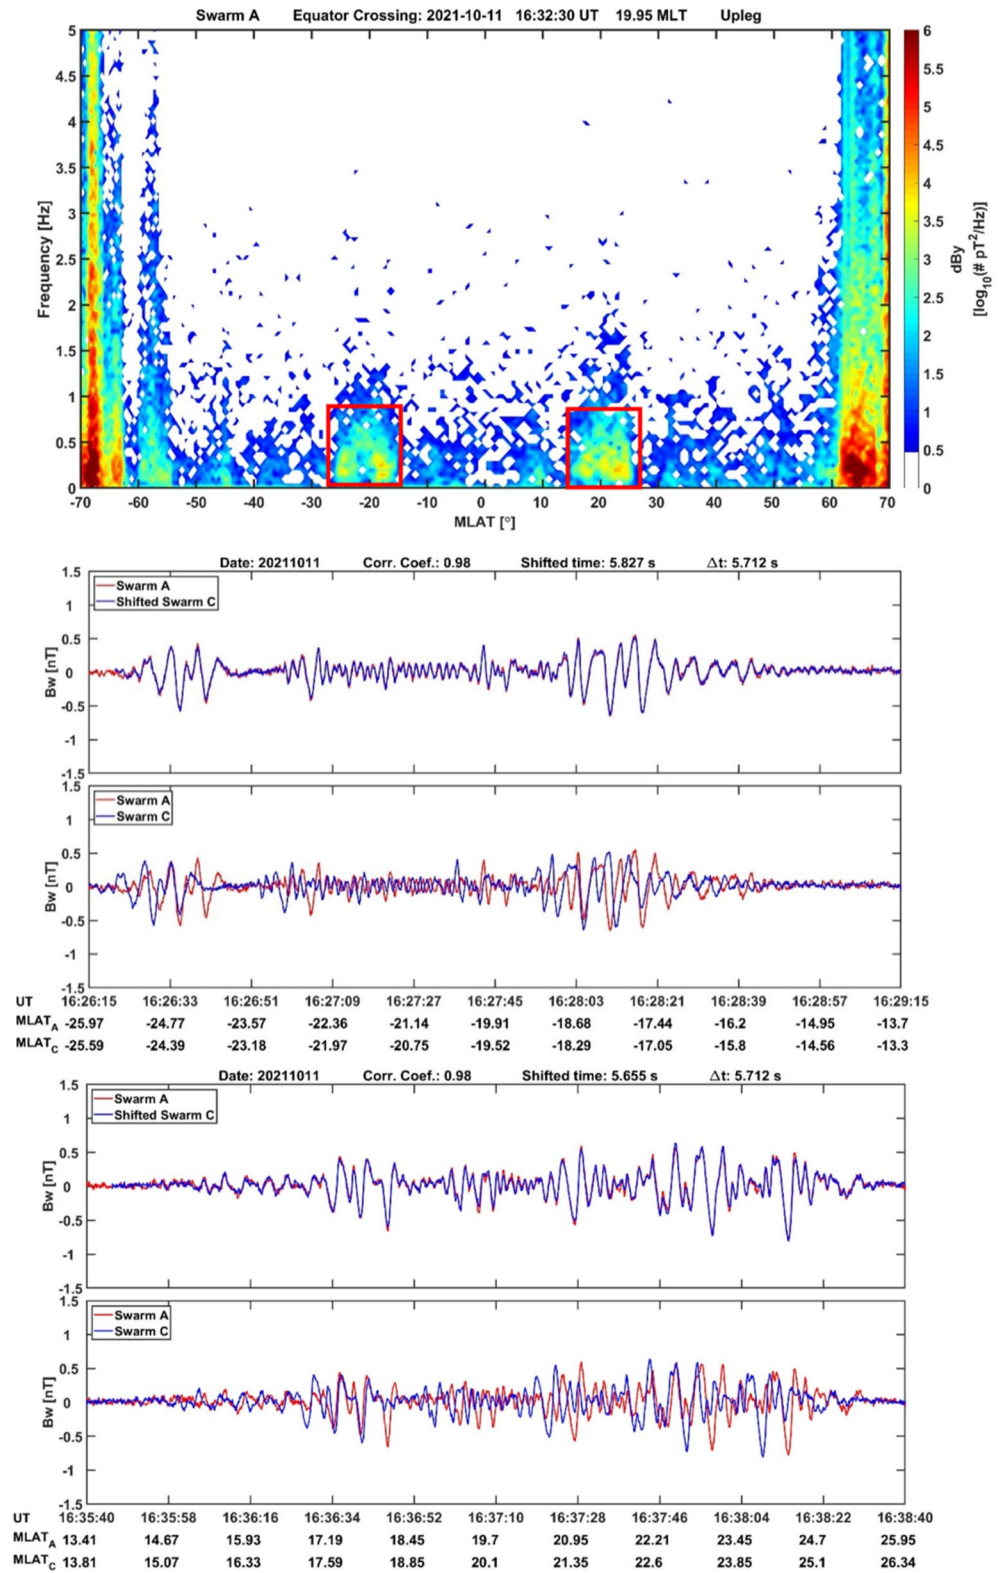 Swarm A Equator Crossing: 2021-10-11 16:32:30 UT 19.95 MLT Upleg
5
4.5
4
3.5
3
2.5
2
1.5
1
0.5
0
Frequency [Hz]
-70 -60 -50 -40 -30 -20 -10 0 10 20 30 40 50 60 70
MLAT [°]
6
5.5
5
4.5
4
3.5
3
2.5
2
1.5
1
0.5
0
dBy
[log10(# pT2/Hz)]
Date: 20211011 Corr. Coef.: 0.98 Shifted time: 5.827 s Δt: 5.712 s
1.5
1
0.5
0
-0.5
-1
-1.5
Bw [nT]
Swarm A
Shifted Swarm C
1.5
1
0.5
0
-0.5
-1
-1.5
Bw [nT]
Swarm A
Swarm C
UT 16:26:15 16:26:33 16:26:51 16:27:09 16:27:27 16:27:45 16:28:03 16:28:21 16:28:39 16:28:57 16:29:15
MLATA -25.97 -24.77 -23.57 -22.36 -21.14 -19.91 -18.68 -17.44 -16.2 -14.95 -13.7
MLATC -25.59 -24.39 -23.18 -21.97 -20.75 -19.52 -18.29 -17.05 -15.8 -14.56 -13.3
Date: 20211011 Corr. Coef.: 0.98 Shifted time: 5.655 s Δt: 5.712 s
1.5
1
0.5
0
-0.5
-1
-1.5
Bw [nT]
Swarm A
Shifted Swarm C
1.5
1
0.5
0
-0.5
-1
-1.5
Bw [nT]
Swarm A
Swarm C
UT 16:35:40 16:35:58 16:36:16 16:36:34 16:36:52 16:37:10 16:37:28 16:37:46 16:38:04 16:38:22 16:38:40
MLATA 13.41 14.67 15.93 17.19 18.45 19.7 20.95 22.21 23.45 24.7 25.95
MLATC 13.81 15.07 16.33 17.59 18.85 20.1 21.35 22.6 23.85 25.1 26.34